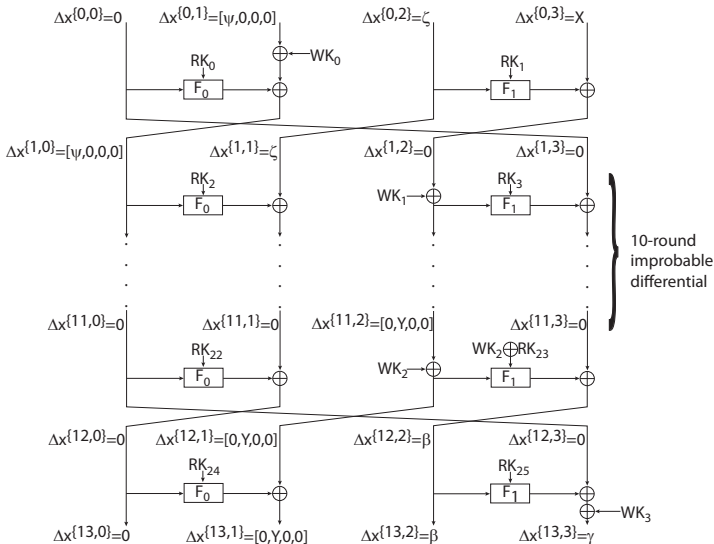 Δx{0,0}=0 Δx{0,1}=[ψ,0,0,0] Δx{0,2}=ζ Δx{0,3}=X
WK0
RK0 RK1
F0 F1
Δx{1,0}=[ψ,0,0,0] Δx{1,1}=ζ Δx{1,2}=0 Δx{1,3}=0
RK2 WK1 RK3
F0 F1
10-round
improbable
differential
Δx{11,0}=0 Δx{11,1}=0 Δx{11,2}=[0,Y,0,0] Δx{11,3}=0
RK22 WK2 WK2⊕RK23
F0 F1
Δx{12,0}=0 Δx{12,1}=[0,Y,0,0] Δx{12,2}=β Δx{12,3}=0
RK24 RK25
F0 F1
WK3
Δx{13,0}=0 Δx{13,1}=[0,Y,0,0] Δx{13,2}=β Δx{13,3}=γ